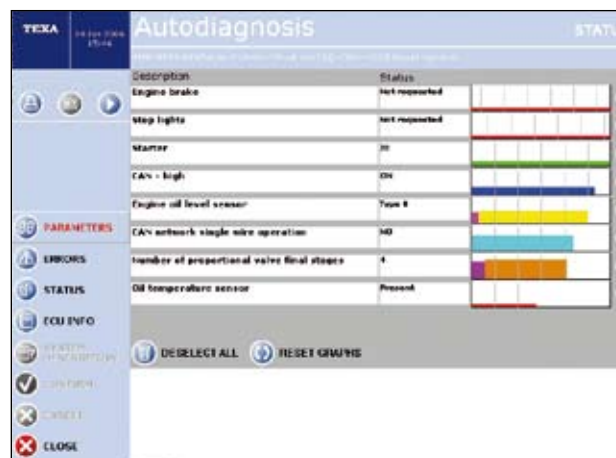 TEXA
Autodiagnosis
STATU
Description Status
Engine brake Not requested
Stop lights Not requested
Starter
CAN - high ON
Engine oil level sensor Type B
CAN network single wire operation NO
Number of proportional valve final stages 4
Oil temperature sensor Present
PARAMETERS
ERRORS
STATUS
ECU INFO
DESELECT ALL RESET GRAPHS
CONFIRM
CANCEL
CLOSE